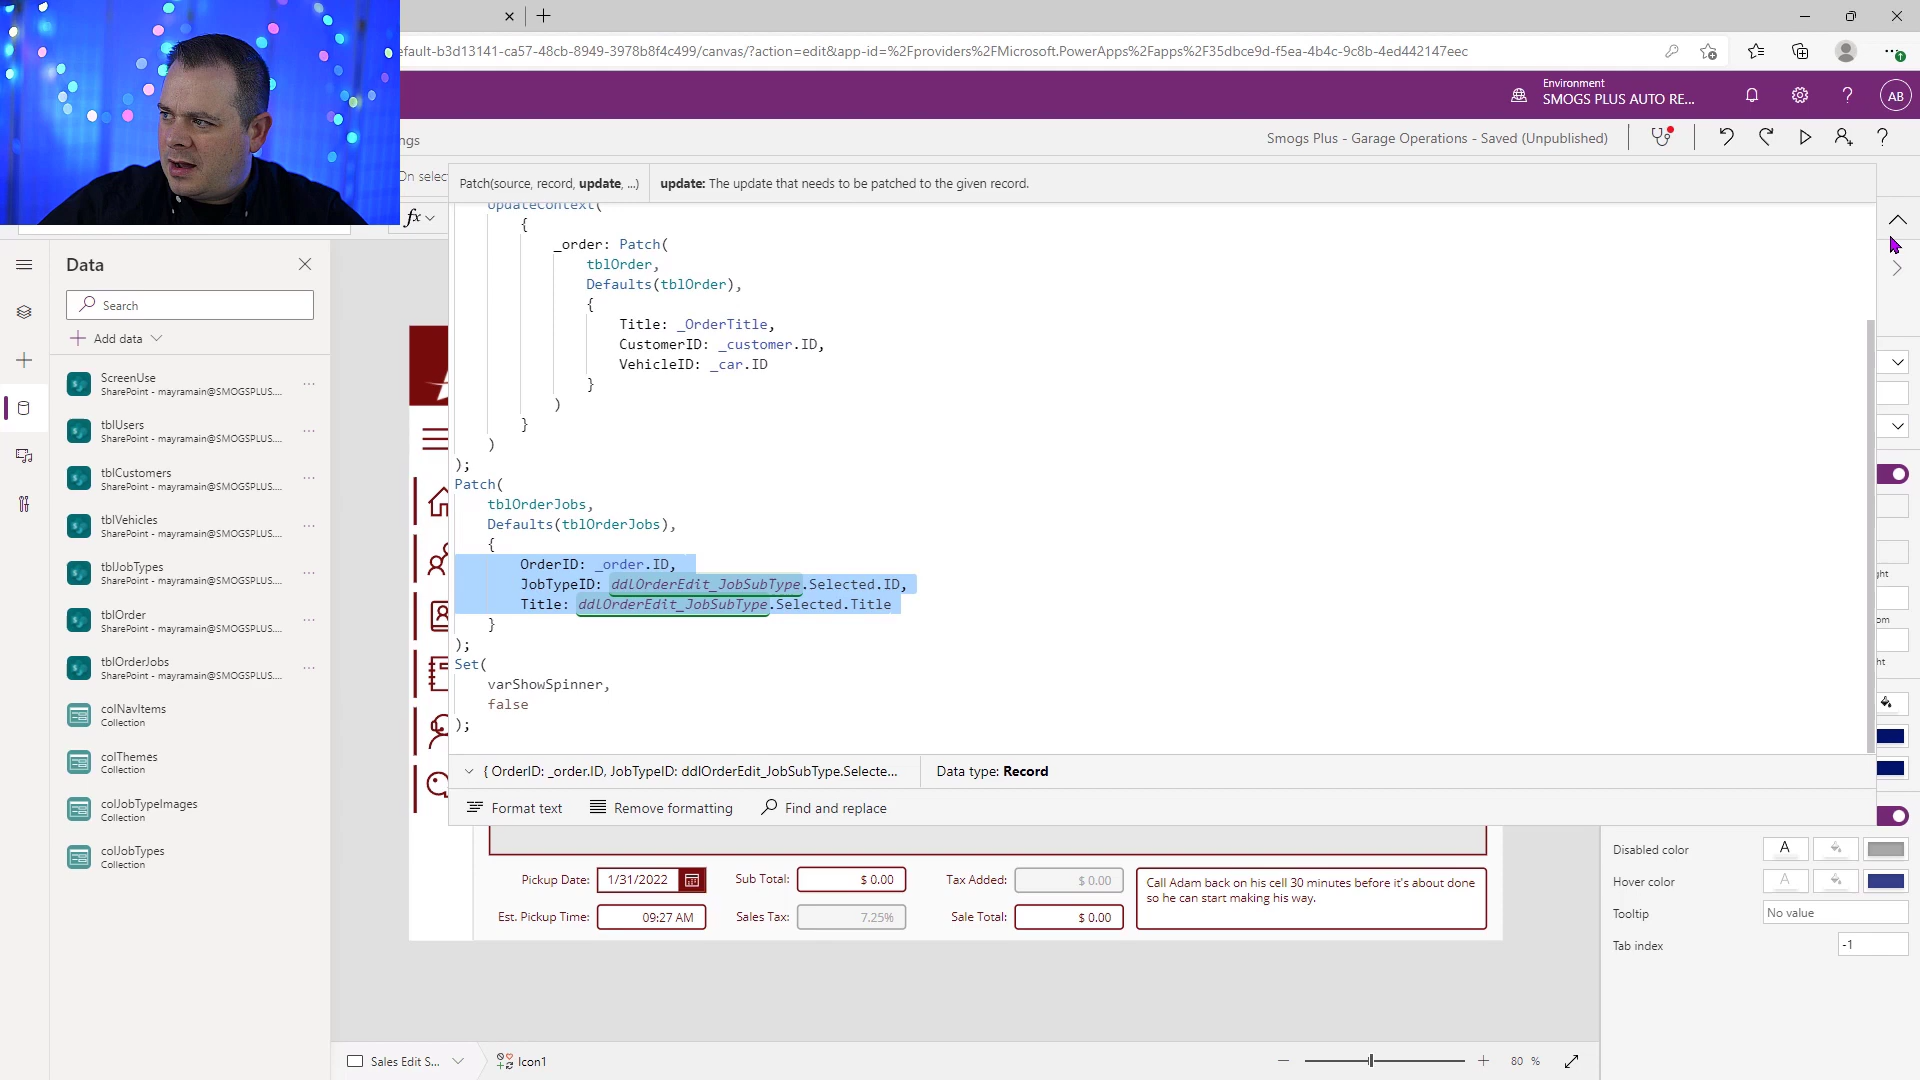 efault-b3d13141-ca57-48cb-8949-3978b8f4c499/canvas/?action=edit&app-id=%2Fproviders%2FMicrosoft.PowerApps%2Fapps%2F35dbce9d-f5ea-4b4c-9c8b-4ed442147eec
Environment
SMOGS PLUS AUTO RE...
AB
ngs
Smogs Plus - Garage Operations - Saved (Unpublished)
On selec
Patch(source, record, update, ...)
update: The update that needs to be patched to the given record.
fx
UpdateContext(
{
_order: Patch(
tblOrder,
Defaults(tblOrder),
{
Title: _OrderTitle,
CustomerID: _customer.ID,
VehicleID: _car.ID
}
)
}
)
);
Patch(
tblOrderJobs,
Defaults(tblOrderJobs),
{
OrderID: _order.ID,
JobTypeID: ddlOrderEdit_JobSubType.Selected.ID,
Title: ddlOrderEdit_JobSubType.Selected.Title
}
);
Set(
varShowSpinner,
false
);
{ OrderID: _order.ID, JobTypeID: ddlOrderEdit_JobSubType.Selecte...
Data type: Record
Format text
Remove formatting
Find and replace
Data
Search
Add data
ScreenUse
SharePoint - mayramain@SMOGSPLUS....
tblUsers
SharePoint - mayramain@SMOGSPLUS....
tblCustomers
SharePoint - mayramain@SMOGSPLUS....
tblVehicles
SharePoint - mayramain@SMOGSPLUS....
tblJobTypes
SharePoint - mayramain@SMOGSPLUS....
tblOrder
SharePoint - mayramain@SMOGSPLUS....
tblOrderJobs
SharePoint - mayramain@SMOGSPLUS....
colNavItems
Collection
colThemes
Collection
colJobTypeImages
Collection
colJobTypes
Collection
ght
om
ht
Pickup Date: 1/31/2022
Sub Total: $ 0.00
Tax Added: $ 0.00
Est. Pickup Time: 09:27 AM
Sales Tax: 7.25%
Sale Total: $ 0.00
Call Adam back on his cell 30 minutes before it's about done
so he can start making his way.
Disabled color
A
Hover color
A
Tooltip
No value
Tab index
-1
Sales Edit S...
Icon1
80 %